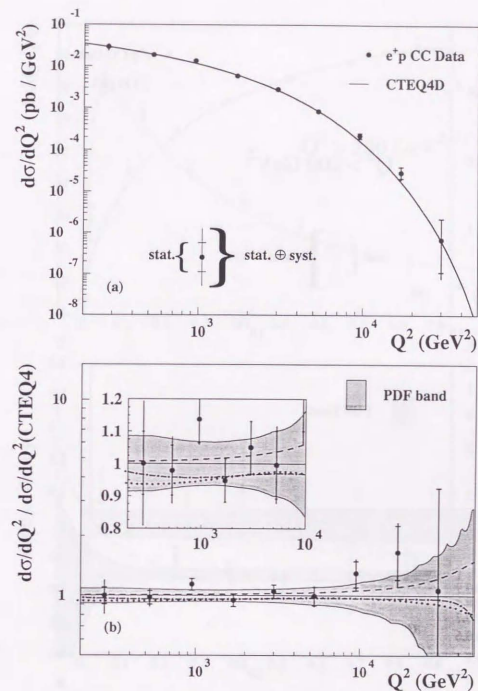 10 -1
10 -1
10 -2
10 -3
10 -4
10 -5
10 -6
10 -7
10 -8
dσ/dQ² (pb / GeV²)
e⁺p CC Data
CTEQ4D
stat. { } stat. ⊕ syst.
(a)
10³
10⁴
Q² (GeV²)
dσ/dQ² / dσ/dQ²(CTEQ4)
10
1
PDF band
1.2
1.1
1
0.9
0.8
10³
10⁴
(b)
10³
10⁴
Q² (GeV²)